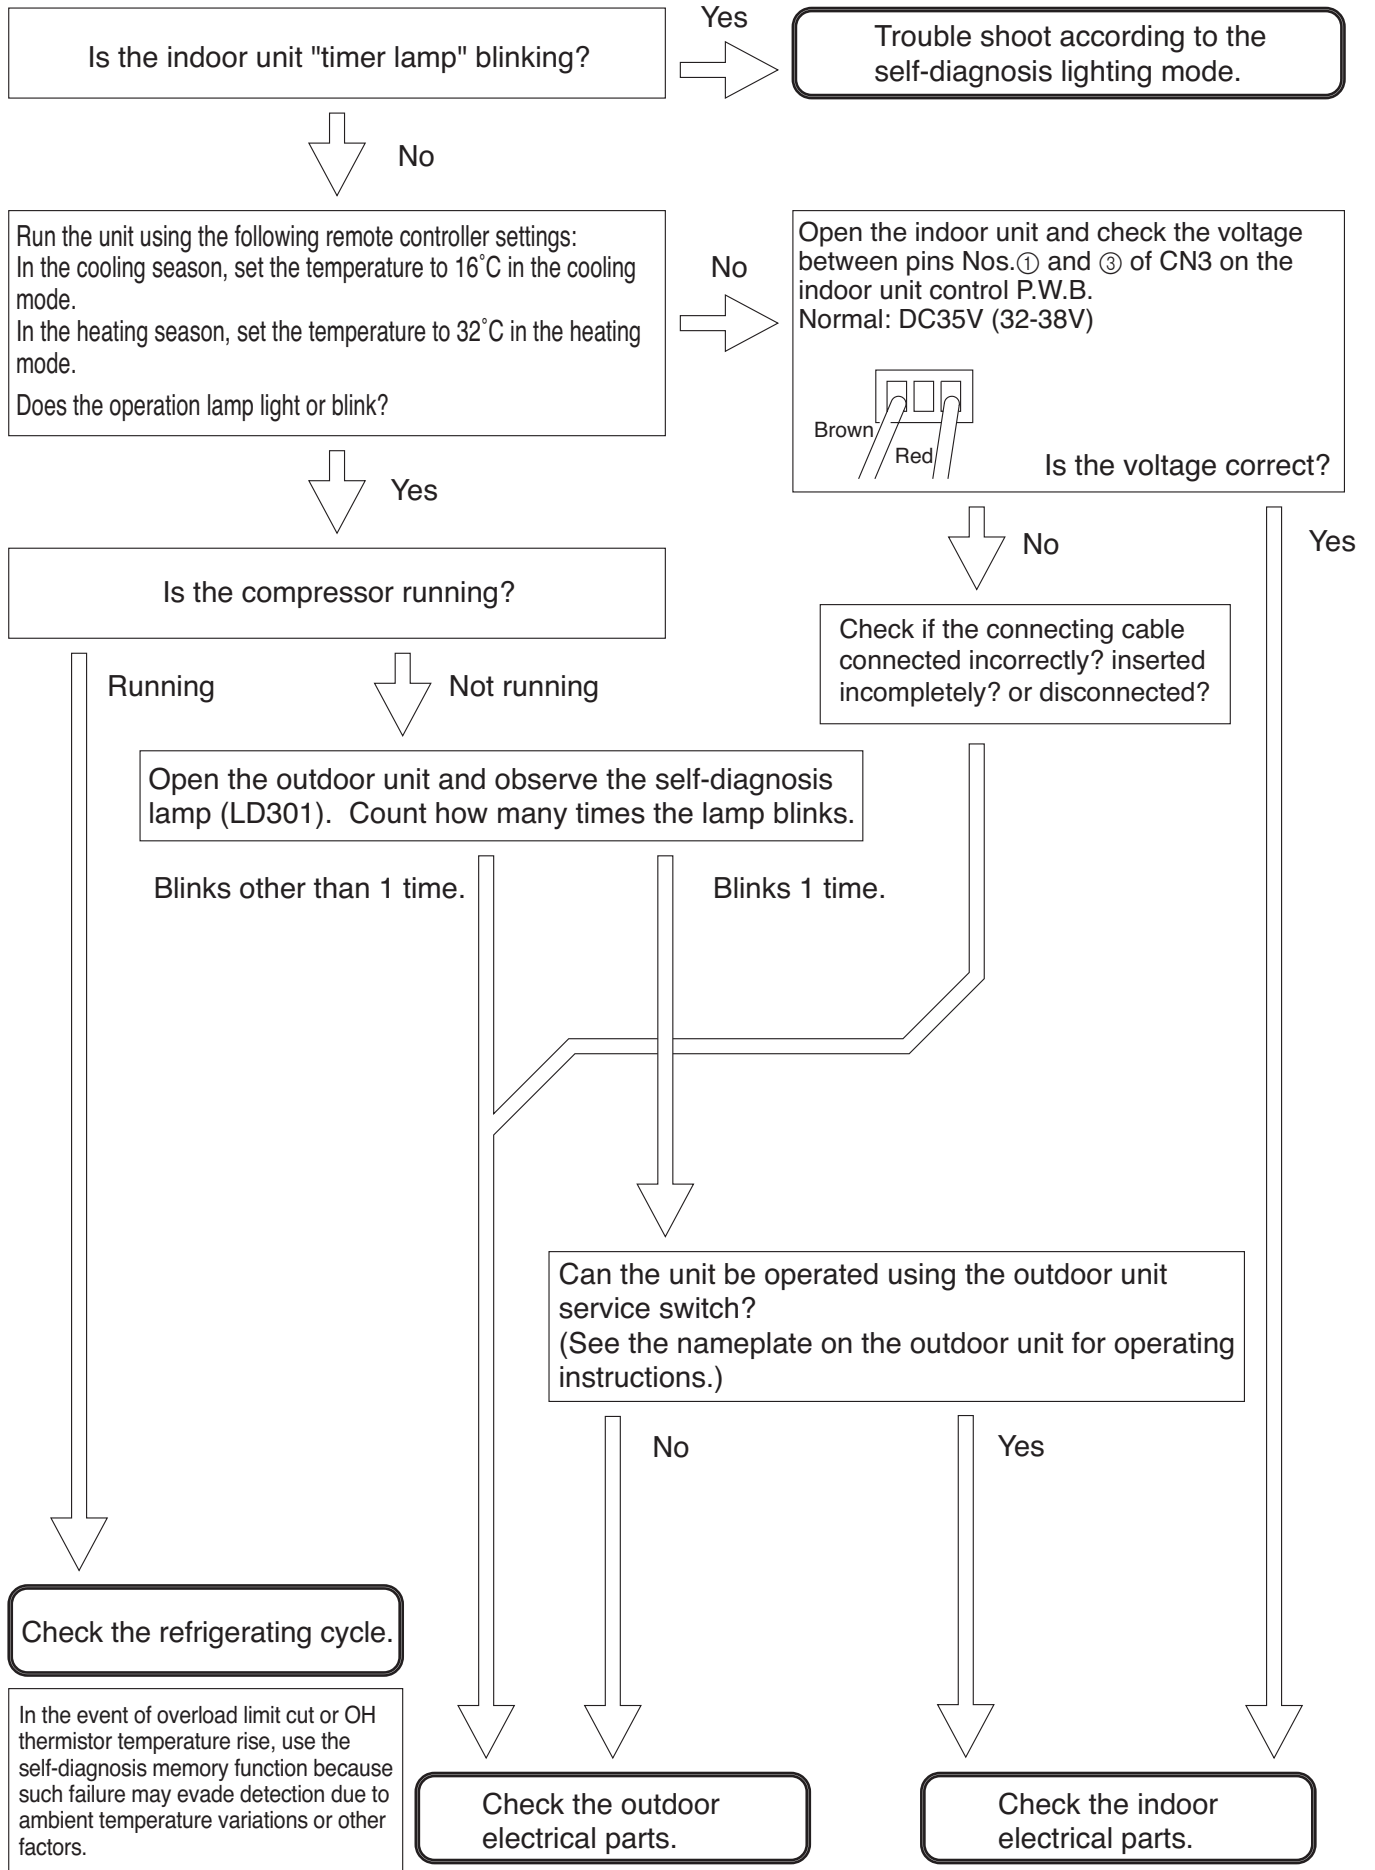 Is the indoor unit "timer lamp" blinking?
Yes
Trouble shoot according to the
self-diagnosis lighting mode.
No
Run the unit using the following remote controller settings:
In the cooling season, set the temperature to 16˚C in the cooling
mode.
In the heating season, set the temperature to 32˚C in the heating
mode.
Does the operation lamp light or blink?
No
Open the indoor unit and check the voltage
between pins Nos.① and ③ of CN3 on the
indoor unit control P.W.B.
Normal: DC35V (32-38V)
Brown
Red
Is the voltage correct?
Yes
No
Yes
Is the compressor running?
Check if the connecting cable
connected incorrectly? inserted
incompletely? or disconnected?
Running
Not running
Open the outdoor unit and observe the self-diagnosis
lamp (LD301).  Count how many times the lamp blinks.
Blinks other than 1 time.
Blinks 1 time.
Can the unit be operated using the outdoor unit
service switch?
(See the nameplate on the outdoor unit for operating
instructions.)
No
Yes
Check the refrigerating cycle.
In the event of overload limit cut or OH
thermistor temperature rise, use the
self-diagnosis memory function because
such failure may evade detection due to
ambient temperature variations or other
factors.
Check the outdoor
electrical parts.
Check the indoor
electrical parts.